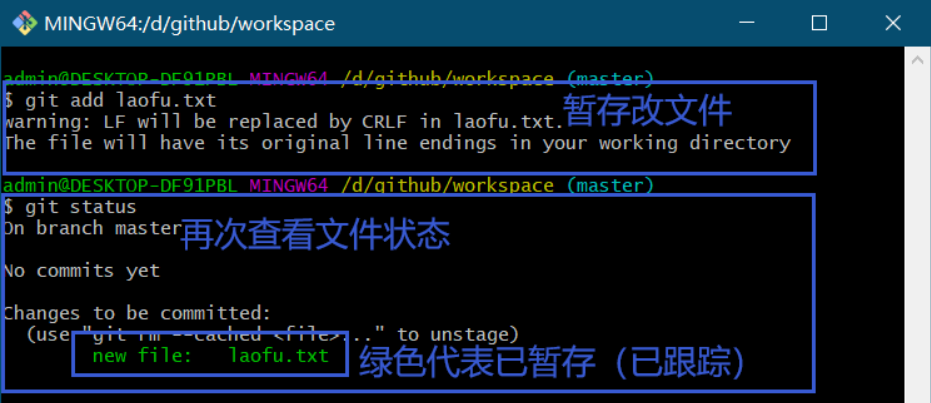 MINGW64:/d/github/workspace
admin@DESKTOP-DF91PBL MINGW64 /d/github/workspace (master)
$ git add laofu.txt
warning: LF will be replaced by CRLF in laofu.txt.
暂存改文件
The file will have its original line endings in your working directory
admin@DESKTOP-DF91PBL MINGW64 /d/github/workspace (master)
$ git status
On branch master
再次查看文件状态
No commits yet
Changes to be committed:
(use "git rm --cached <file>..." to unstage)
new file:   laofu.txt
绿色代表已暂存（已跟踪）